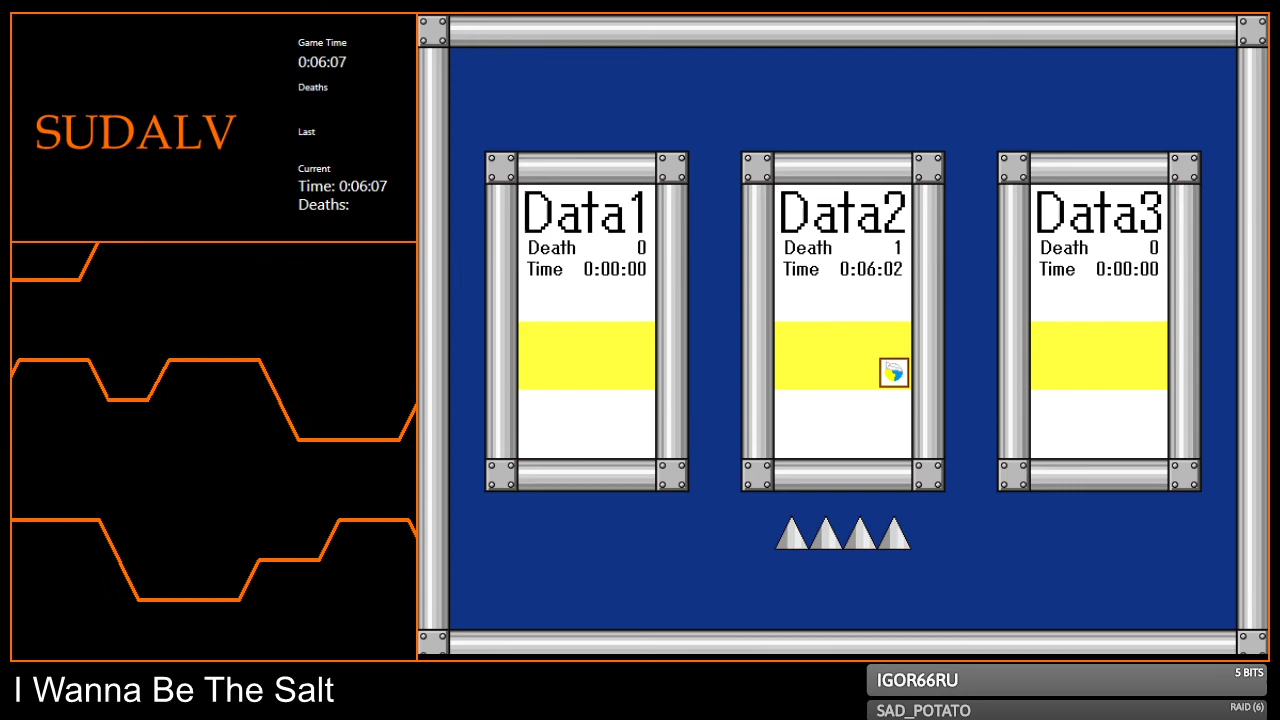 Game Time
0:06:07
Deaths
SUDALV
Last
Current
Time: 0:06:07
Deaths:
Data1
Death 0
Time 0:00:00
Data2
Death 1
Time 0:06:02
Data3
Death 0
Time 0:00:00
I Wanna Be The Salt
IGOR66RU 5 BITS
SAD_POTATO RAID (6)